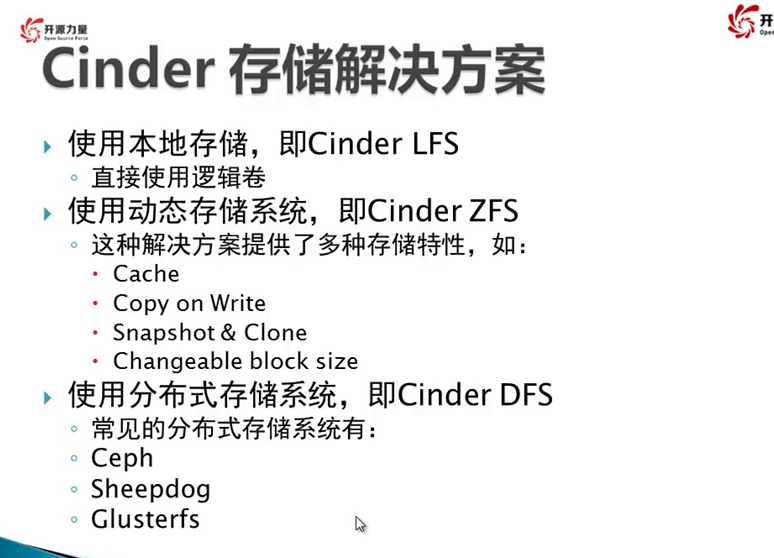 开源力量
Open Source Force
开
Open
Cinder 存储解决方案
使用本地存储，即Cinder LFS
直接使用逻辑卷
使用动态存储系统，即Cinder ZFS
这种解决方案提供了多种存储特性，如：
Cache
Copy on Write
Snapshot & Clone
Changeable block size
使用分布式存储系统，即Cinder DFS
常见的分布式存储系统有：
Ceph
Sheepdog
Glusterfs